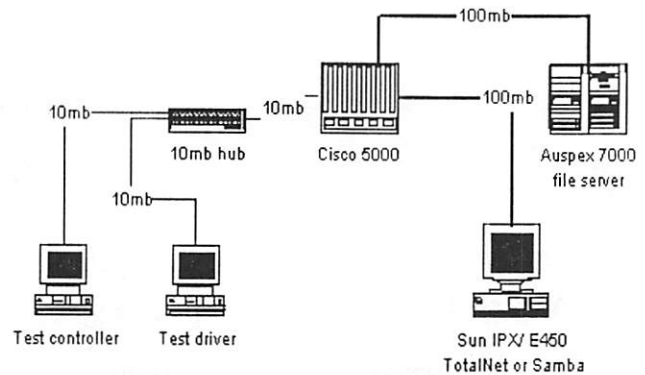 100mb
10mb
10mb
100mb
10mb hub
Cisco 5000
Auspex 7000
file server
10mb
Test controller
Test driver
Sun IPX/ E450
TotalNet or Samba